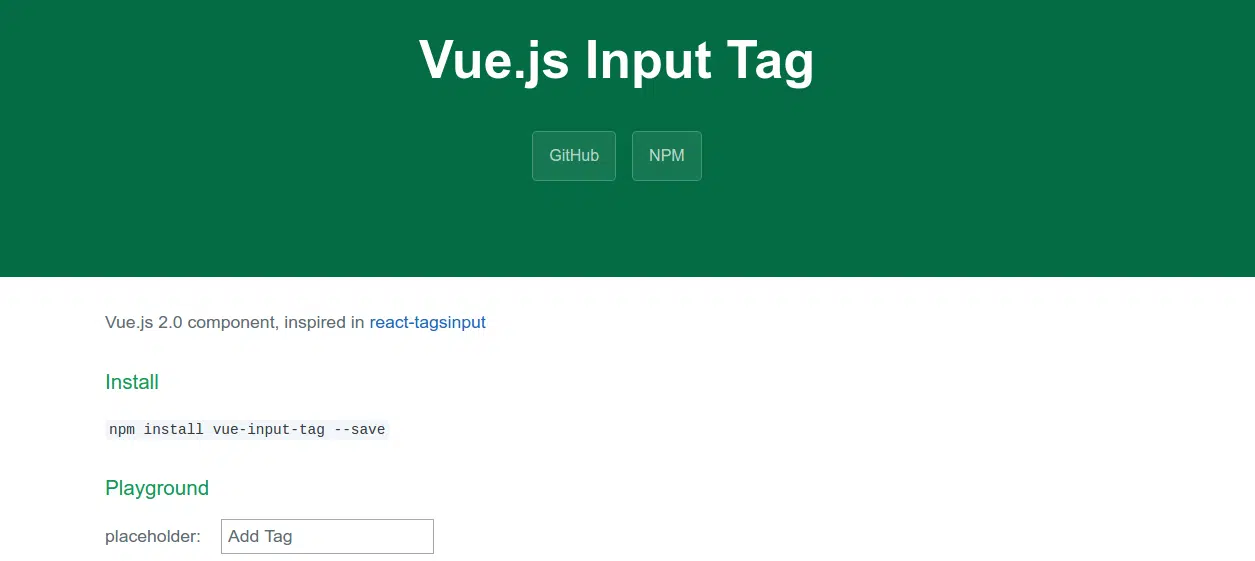 Vue.js Input Tag
GitHub NPM
Vue.js 2.0 component, inspired in react-tagsinput
Install
npm install vue-input-tag --save
Playground
placeholder: Add Tag